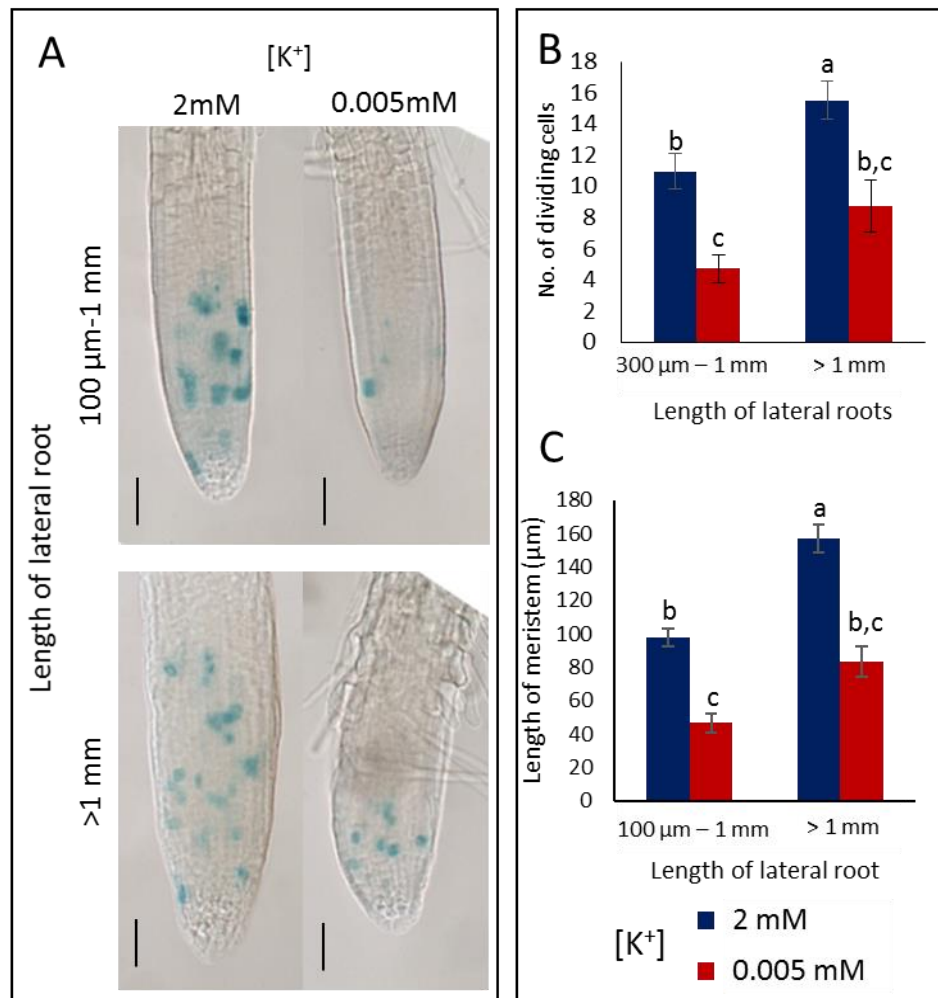 A
[K⁺]
2mM 0.005mM
Length of lateral root
100 µm-1 mm
>1 mm
B
No. of dividing cells
18
16
14
12
10
8
6
4
2
0
b
c
a
b,c
300 µm – 1 mm > 1 mm
Length of lateral roots
C
Length of meristem (µm)
180
160
140
120
100
80
60
40
20
0
b
c
a
b,c
100 µm – 1 mm > 1 mm
Length of lateral root
[K⁺]
2 mM
0.005 mM